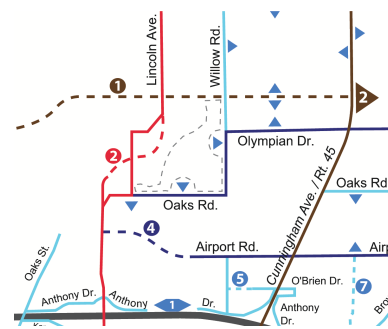 Lincoln Ave.
Willow Rd.
1
2
2
Olympian Dr.
Cunningham Ave. / Rt. 45
Oaks Rd
Oaks Rd.
4
Oaks St.
Airport Rd.
Air
5
O'Brien Dr.
7
Anthony Dr.
Anthony
1
Dr.
Anthony
Dr.